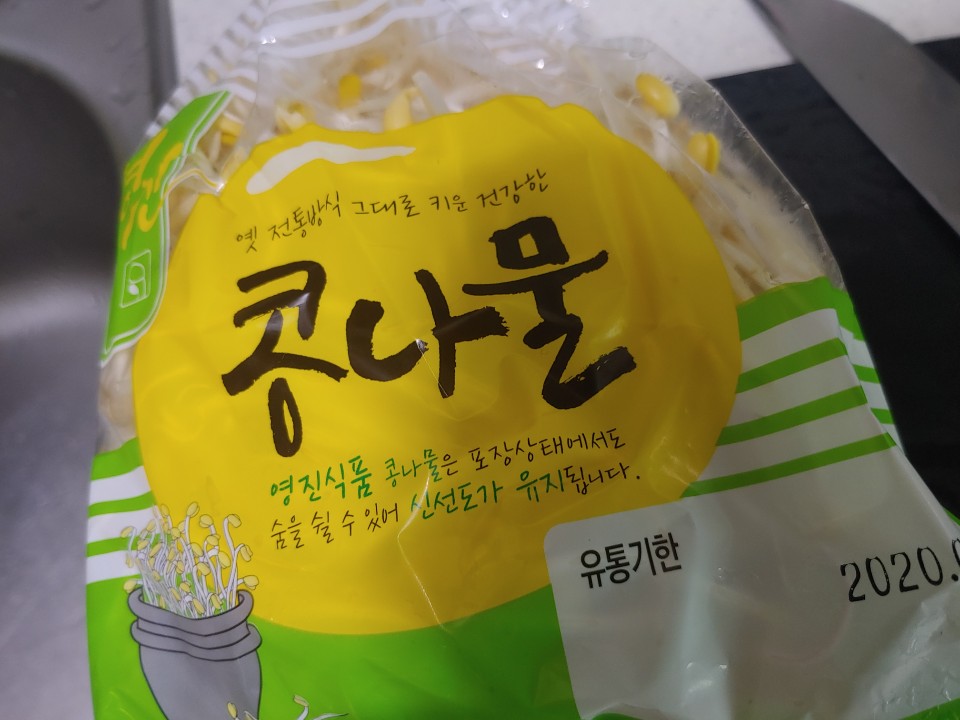 옛 전통방식 그대로 키운 건강한
콩나물
영진식품 콩나물은 포장상태에서도
숨을 쉴 수 있어 신선도가 유지됩니다.
유통기한
2020.